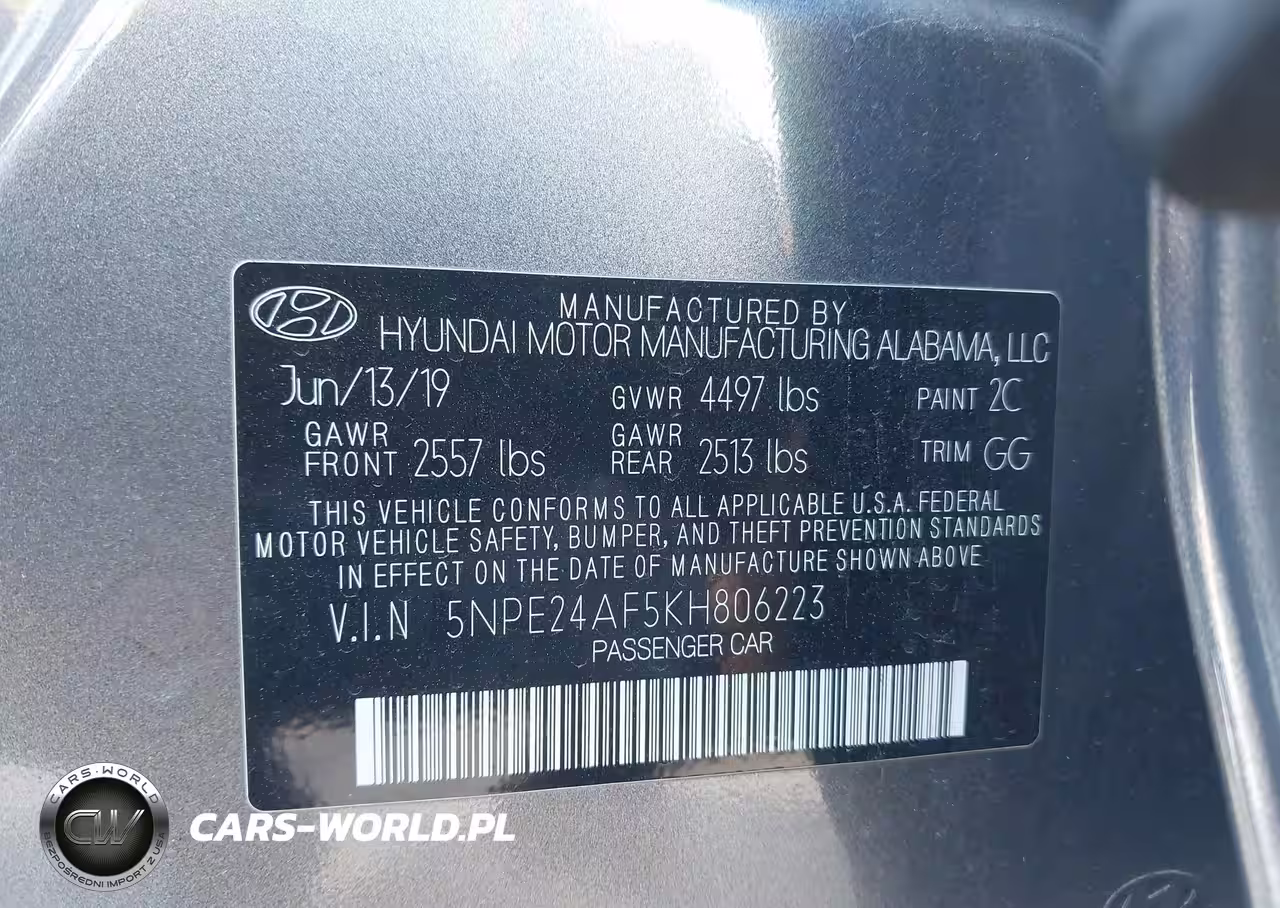 MANUFACTURED BY
HYUNDAI MOTOR MANUFACTURING ALABAMA, LLC
Jun/13/19 GVWR 4497 lbs PAINT 2C
GAWR FRONT 2557 lbs GAWR REAR 2513 lbs TRIM GG
THIS VEHICLE CONFORMS TO ALL APPLICABLE U.S.A. FEDERAL
MOTOR VEHICLE SAFETY, BUMPER, AND THEFT PREVENTION STANDARDS
IN EFFECT ON THE DATE OF MANUFACTURE SHOWN ABOVE
V.I.N 5NPE24AF5KH806223
PASSENGER CAR
CARS-WORLD
CW
BEZPOŚREDNI IMPORT Z USA
CARS-WORLD.PL